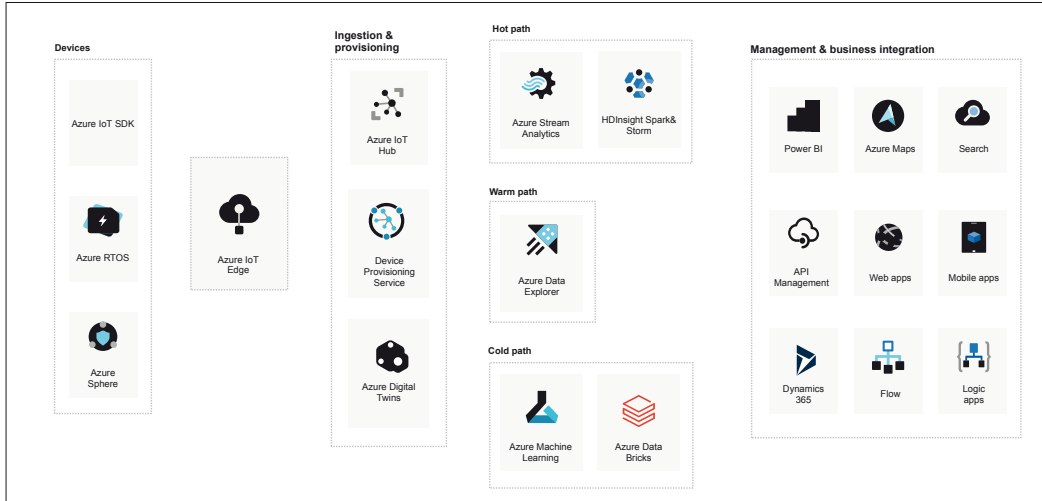 Devices
Azure IoT SDK
Azure RTOS
Azure
Sphere
Azure IoT
Edge
Ingestion &
provisioning
Azure IoT
Hub
Device
Provisioning
Service
Azure Digital
Twins
Hot path
Azure Stream
Analytics
HDInsight Spark&
Storm
Warm path
Azure Data
Explorer
Cold path
Azure Machine
Learning
Azure Data
Bricks
Management & business integration
Power BI
Azure Maps
Search
API
Management
Web apps
Mobile apps
Dynamics
365
Flow
Logic
apps